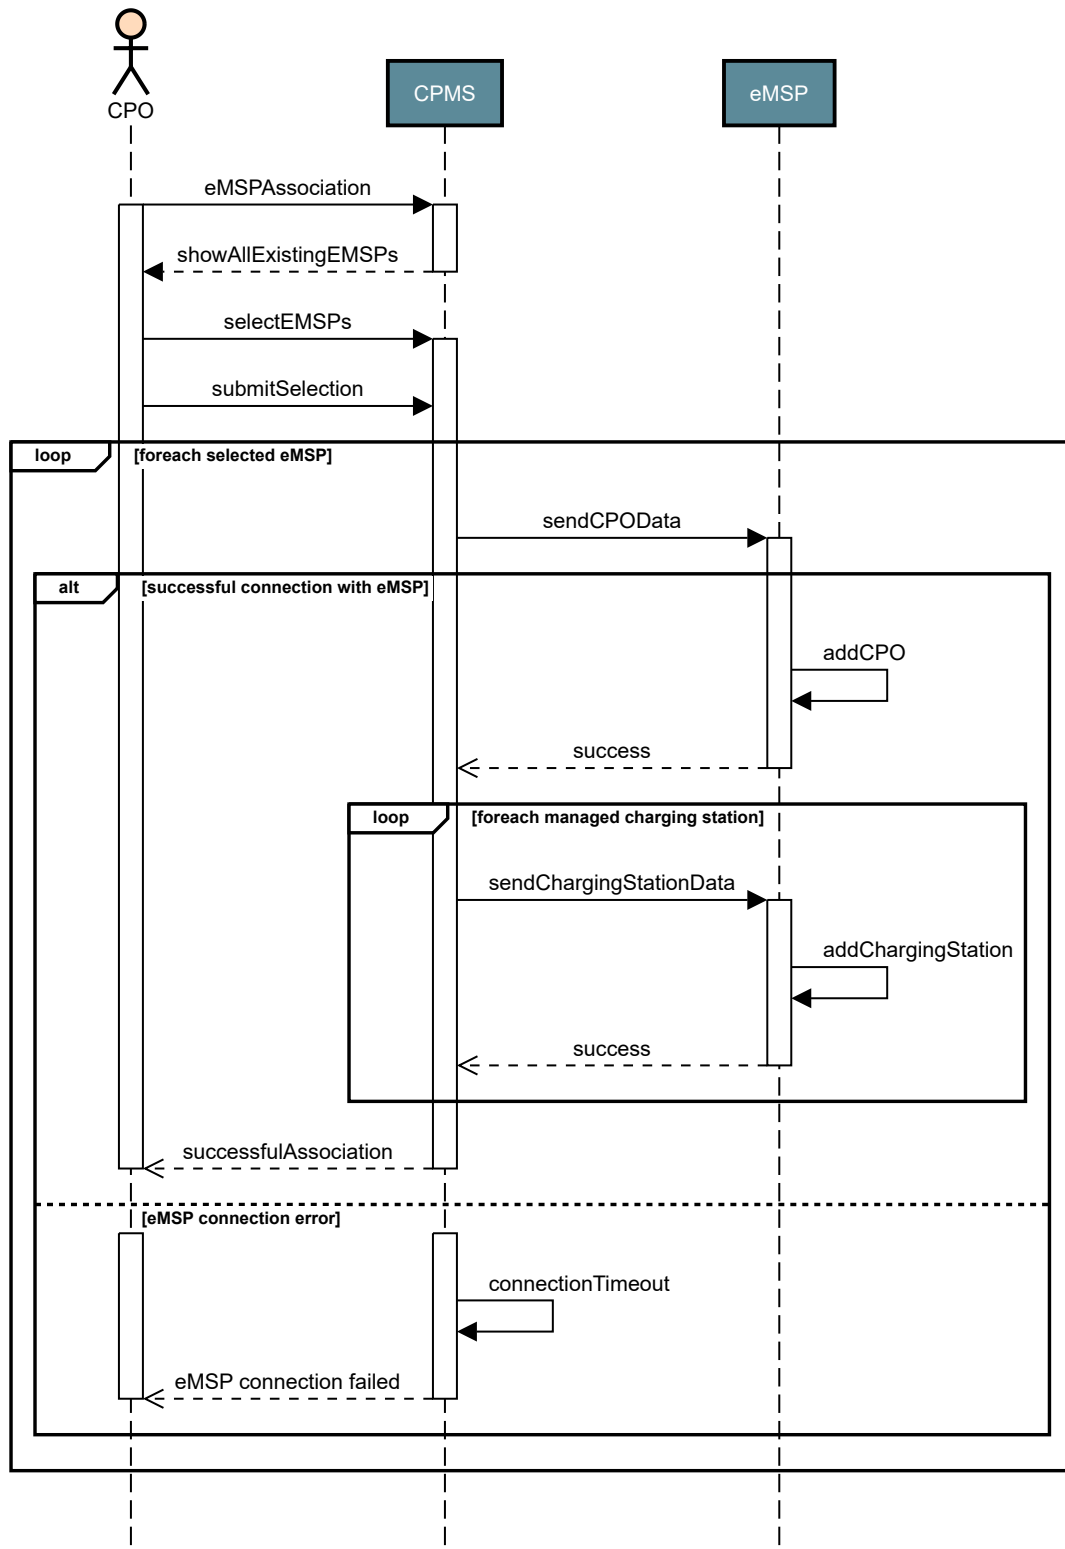 CPO
CPMS
eMSP
eMSPAssociation
showAllExistingEMSPs
selectEMSPs
submitSelection
loop
[foreach selected eMSP]
sendCPOData
alt
[successful connection with eMSP]
addCPO
success
loop
[foreach managed charging station]
sendChargingStationData
addChargingStation
success
successfulAssociation
[eMSP connection error]
connectionTimeout
eMSP connection failed